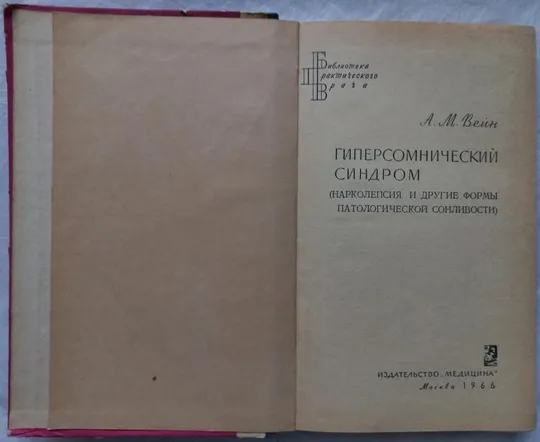 Библиотека
Практического
Врача
А. М. Вейн
ГИПЕРСОМНИЧЕСКИЙ
СИНДРОМ
(НАРКОЛЕПСИЯ И ДРУГИЕ ФОРМЫ
ПАТОЛОГИЧЕСКОЙ СОНЛИВОСТИ)
ИЗДАТЕЛЬСТВО „МЕДИЦИНА"
Москва 1966